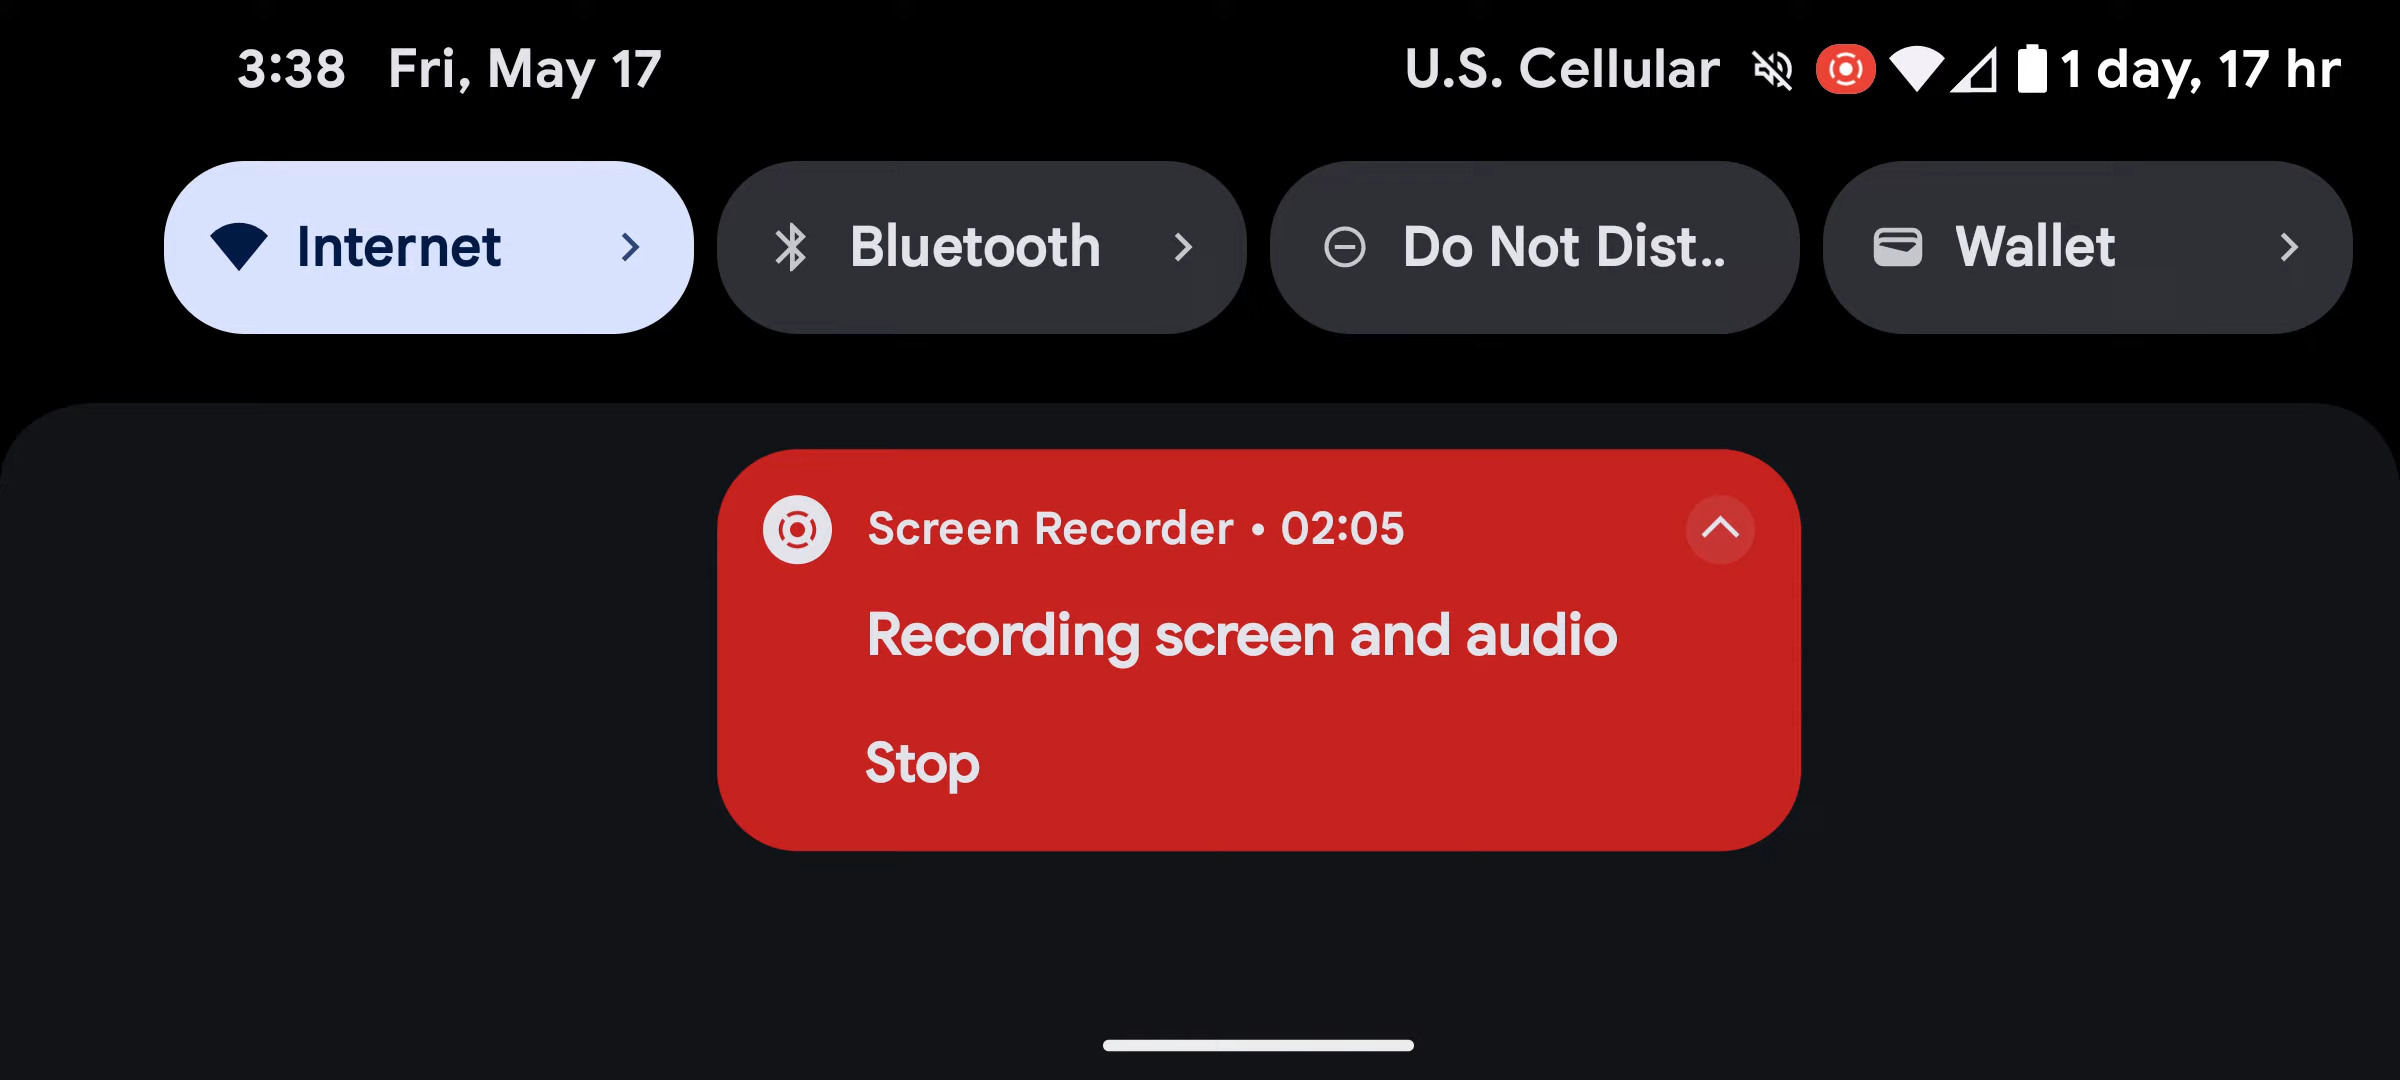 3:38 Fri, May 17 U.S. Cellular 1 day, 17 hr
Internet Bluetooth Do Not Dist.. Wallet
Screen Recorder • 02:05
Recording screen and audio
Stop